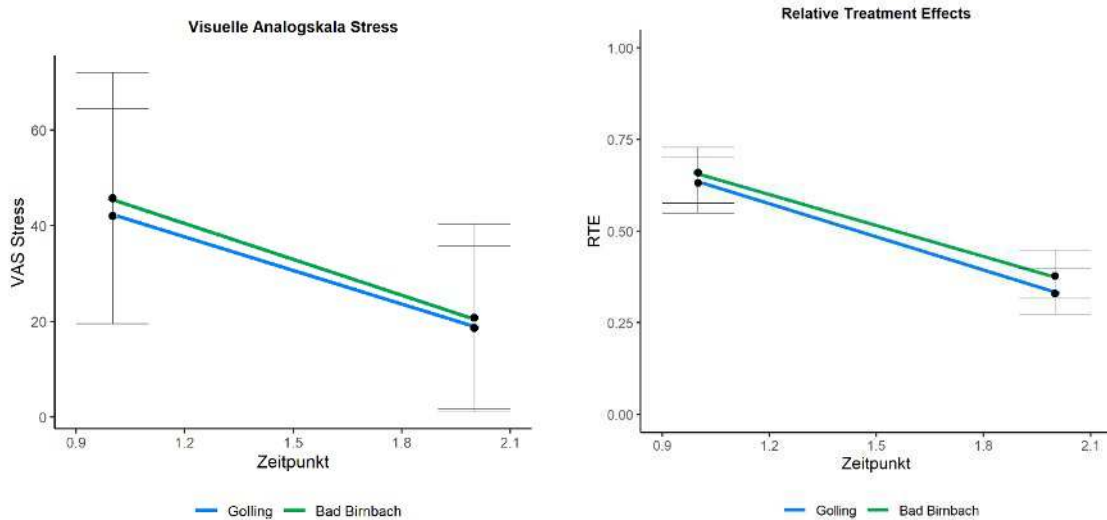 Visuelle Analogskala Stress
VAS Stress
60
40
20
0
0.9 1.2 1.5 1.8 2.1
Zeitpunkt
Golling Bad Birnbach
Relative Treatment Effects
RTE
1.00
0.75
0.50
0.25
0.00
0.9 1.2 1.5 1.8 2.1
Zeitpunkt
Golling Bad Birnbach